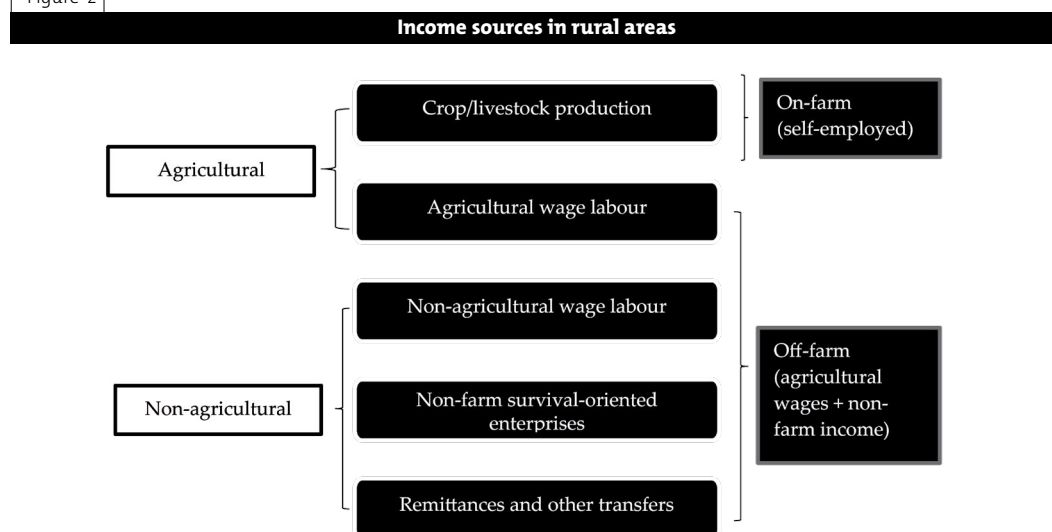 Figure 2
Income sources in rural areas
Crop/livestock production
On-farm
(self-employed)
Agricultural
Agricultural wage labour
Non-agricultural wage labour
Off-farm
(agricultural
wages + non-
farm income)
Non-agricultural
Non-farm survival-oriented
enterprises
Remittances and other transfers